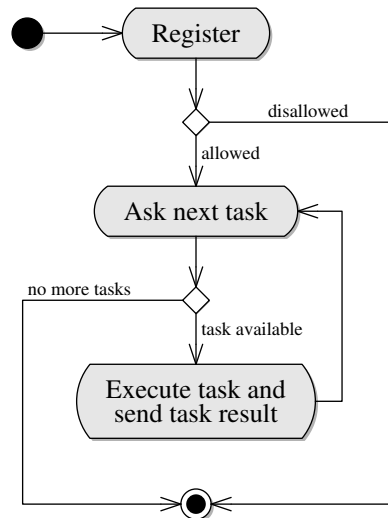 Register
disallowed
allowed
Ask next task
no more tasks
task available
Execute task and
send task result